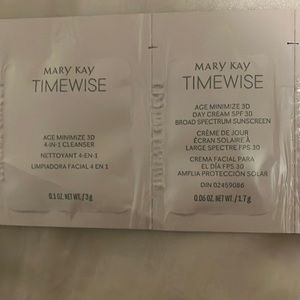 MARY KAY
TIMEWISE
AGE MINIMIZE 3D
4-IN-1 CLEANSER
NETTOYANT 4-EN-1
LIMPIADORA FACIAL 4 EN 1
0.1 OZ. NET WT. / 3 g
MARY KAY
TIMEWISE
AGE MINIMIZE 3D
DAY CREAM SPF 30
BROAD SPECTRUM SUNSCREEN
CRÈME DE JOUR
ÉCRAN SOLAIRE À
LARGE SPECTRE FPS 30
CREMA FACIAL PARA
EL DÍA FPS 30
AMPLIA PROTECCIÓN SOLAR
DIN 02459086
0.06 OZ. NET WT. / 1.7 g